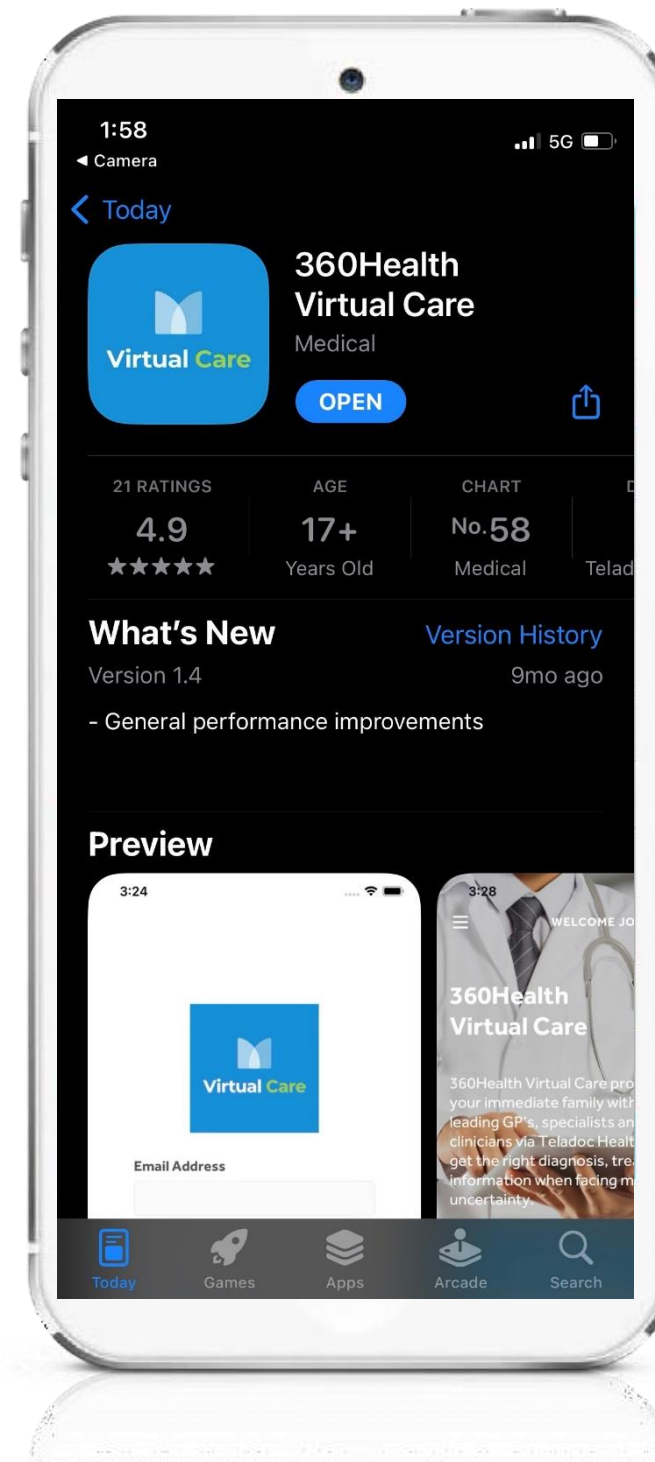 1:58
5G
◀ Camera
Today
360Health
Virtual Care
Medical
Virtual Care
OPEN
21 RATINGS
AGE
CHART
4.9
17+
No.58
★★★★★
Years Old
Medical
Telad
What's New
Version History
Version 1.4
9mo ago
- General performance improvements
Preview
3:24
Virtual Care
Email Address
3:28
WELCOME JO
360Health
Virtual Care
360Health Virtual Care pro
your immediate family with
leading GP's, specialists an
clinicians via Teladoc Healt
get the right diagnosis, trea
information when facing m
uncertainty.
Today
Games
Apps
Arcade
Search